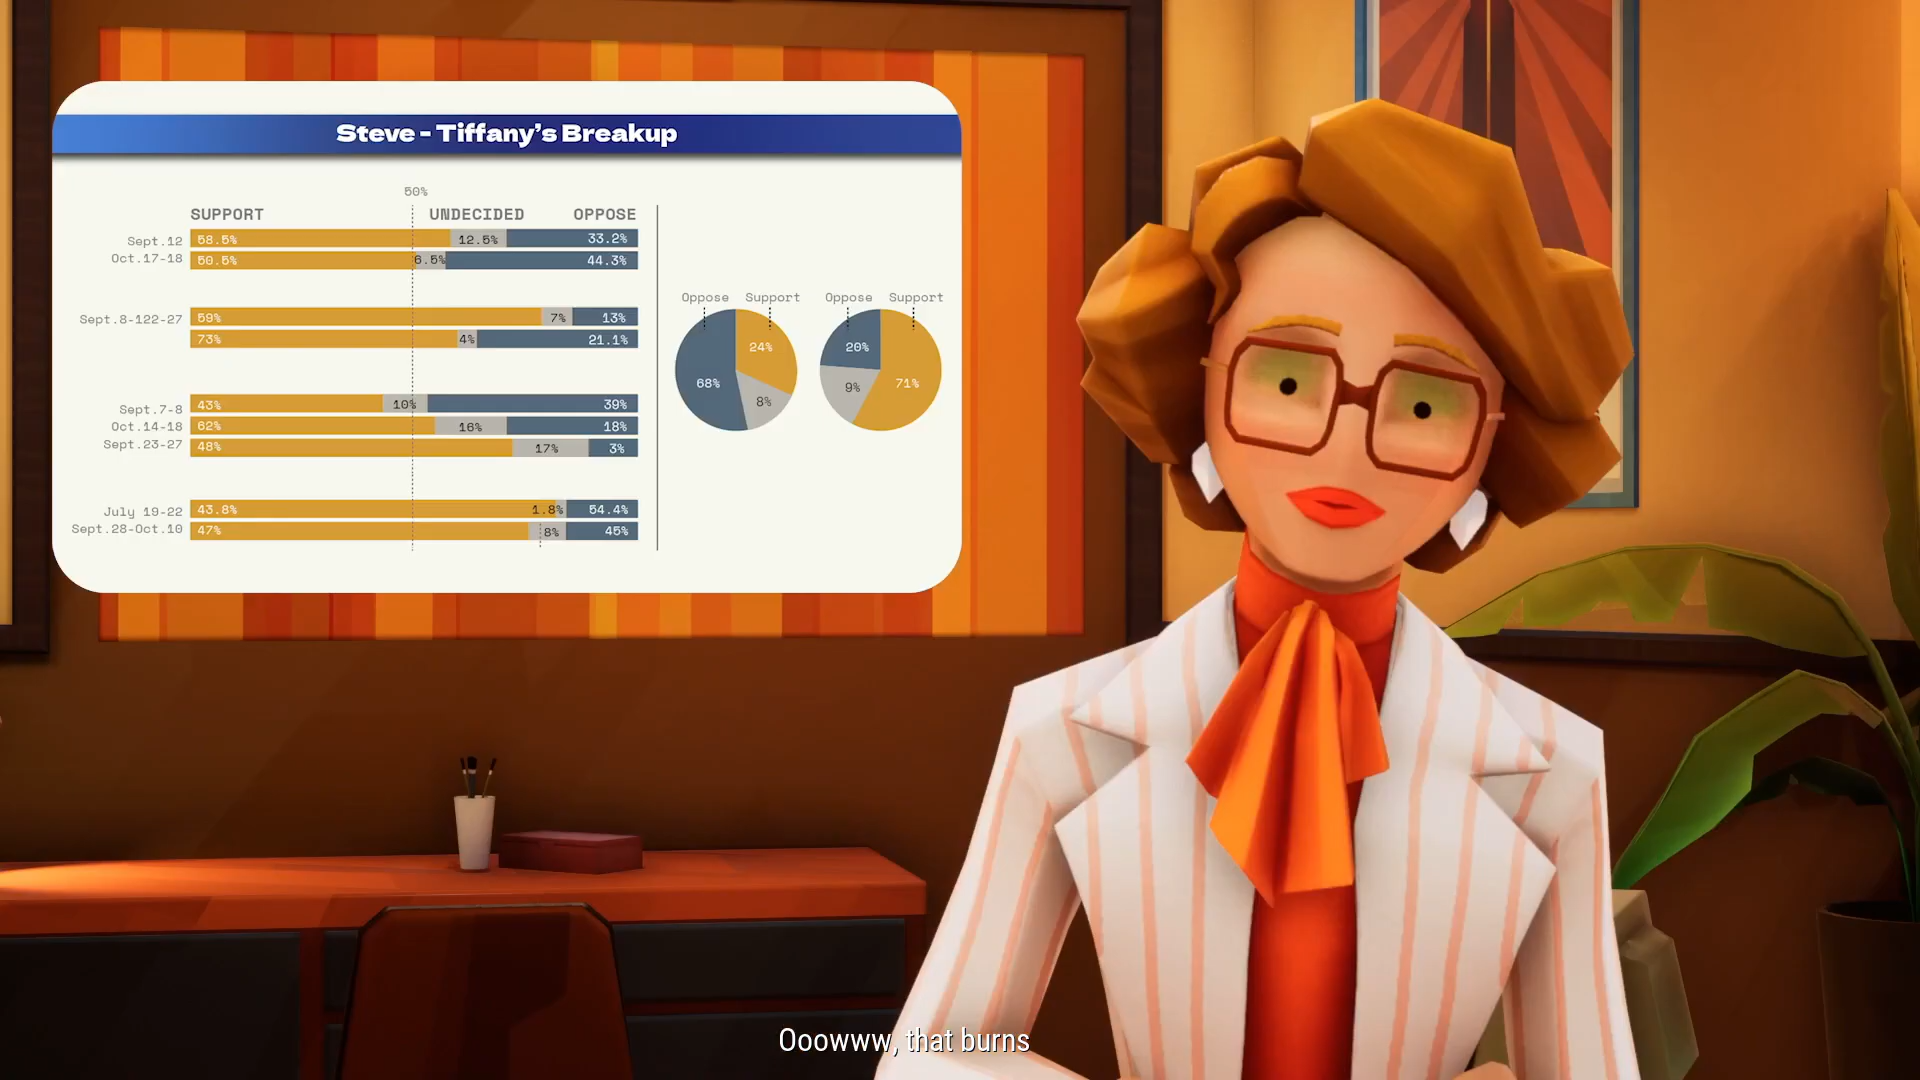 Steve - Tiffany's Breakup
50%
SUPPORT UNDECIDED OPPOSE
Sept.12 58.5% 12.5% 33.2%
Oct.17-18 50.5% 6.5% 44.3%
Sept.8-122-27 59% 7% 13%
73% 4% 21.1%
Sept.7-8 43% 10% 39%
Oct.14-18 62% 16% 18%
Sept.23-27 48% 17% 3%
July 19-22 43.8% 1.8% 54.4%
Sept.28-Oct.10 47% 8% 45%
Oppose Support
24%
68%
8%
Oppose Support
20%
9% 71%
Ooowww, that burns